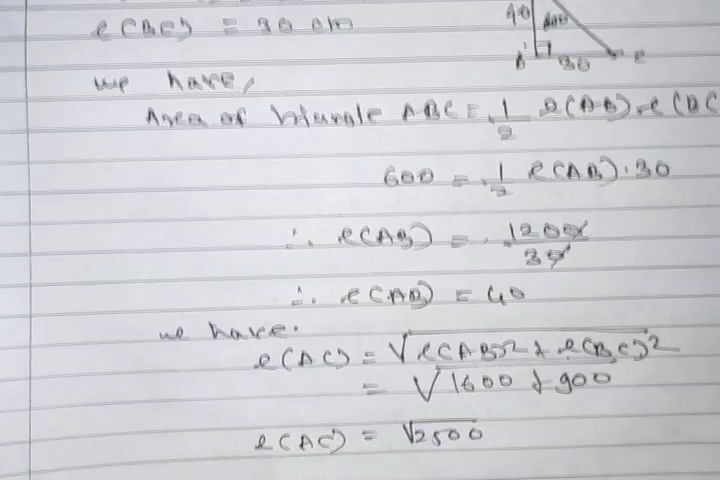 l(BC) = 30 cm
40 600
B 30 C
we have,
Area of triangle ABC = 1/2 l(AB) · l(BC
600 = 1/2 l(AB) · 30
∴ l(AB) = 1200/30
∴ l(AB) = 40
we have.
l(AC) = √l(AB)² + l(BC)²
= √1600 + 900
l(AC) = √2500